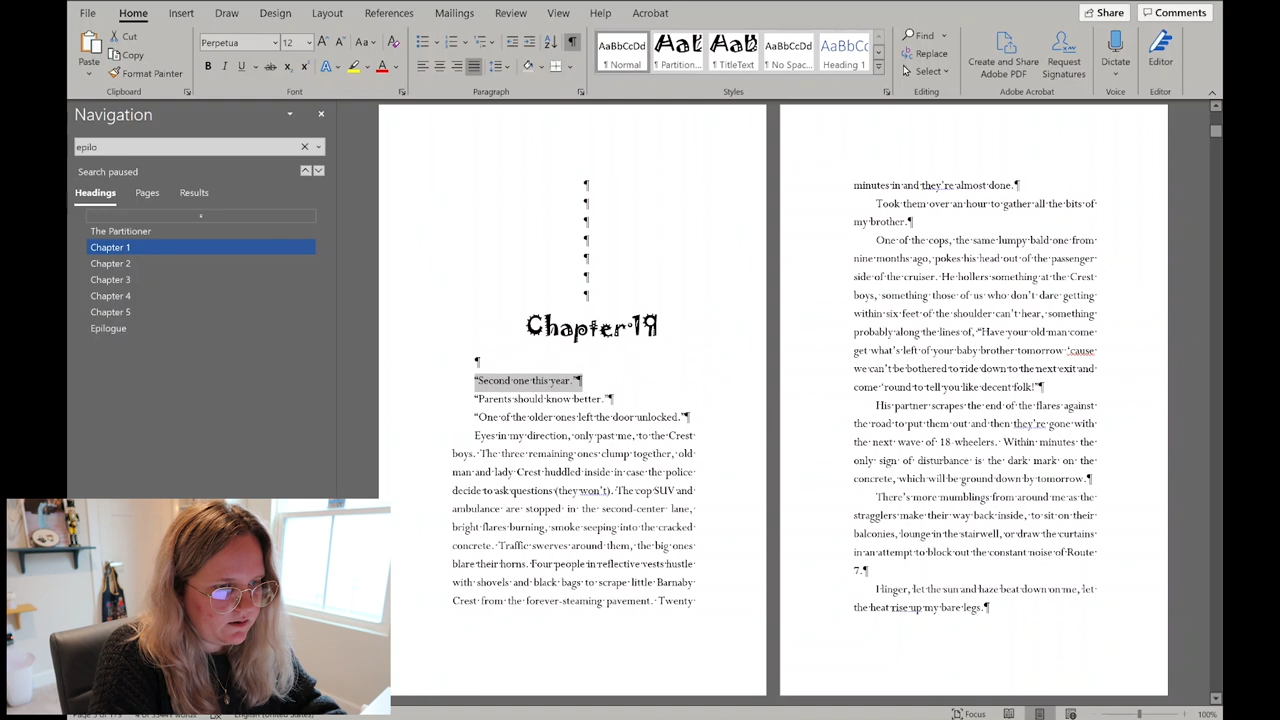 File Home Insert Draw Design Layout References Mailings Review View Help Acrobat Share Comments
Paste Cut Copy Format Painter
Clipboard
Perpetua 12
Font
Paragraph
AaBbCcDd AaB AaB AaBbCcDd AaBbCc
¶ Normal ¶ Partition... ¶ TitleText ¶ No Spac... Heading 1
Styles
Find Replace Select
Editing
Create and Share Adobe PDF Request Signatures
Adobe Acrobat
Dictate
Voice
Editor
Editor
Navigation
epilo
Search paused
Headings Pages Results
The Partitioner
Chapter 1
Chapter 2
Chapter 3
Chapter 4
Chapter 5
Epilogue
¶
¶
¶
¶
¶
¶
¶
Chapter·1¶
¶
“Second·one·this·year.”¶
“Parents·should·know·better.”¶
“One·of·the·older·ones·left·the·door·unlocked.”¶
Eyes·in·my·direction,·only·past·me,·to·the·Crest·
boys.·The·three·remaining·ones·clump·together,·old·
man·and·lady·Crest·huddled·inside·in·case·the·police·
decide·to·ask·questions·(they·won’t).·The·cop·SUV·and·
ambulance·are·stopped·in·the·second-center·lane,·
bright·flares·burning,·smoke·seeping·into·the·cracked·
concrete.·Traffic·swerves·around·them,·the·big·ones·
blare·their·horns.·Four·people·in·reflective·vests·hustle·
with·shovels·and·black·bags·to·scrape·little·Barnaby·
Crest·from·the·forever-steaming·pavement.·Twenty·
minutes·in·and·they’re·almost·done.¶
Took·them·over·an·hour·to·gather·all·the·bits·of·
my·brother.¶
One·of·the·cops,·the·same·lumpy·bald·one·from·
nine·months·ago,·pokes·his·head·out·of·the·passenger·
side·of·the·cruiser.·He·hollers·something·at·the·Crest·
boys,·something·those·of·us·who·don’t·dare·getting·
within·six·feet·of·the·shoulder·can’t·hear,·something·
probably·along·the·lines·of,·“Have·your·old·man·come·
get·what’s·left·of·your·baby·brother·tomorrow·‘cause·
we·can’t·be·bothered·to·ride·down·to·the·next·exit·and·
come·‘round·to·tell·you·like·decent·folk!”¶
His·partner·scrapes·the·end·of·the·flares·against·
the·road·to·put·them·out·and·then·they’re·gone·with·
the·next·wave·of·18-wheelers.·Within·minutes·the·
only·sign·of·disturbance·is·the·dark·mark·on·the·
concrete,·which·will·be·ground·down·by·tomorrow.¶
There’s·more·mumblings·from·around·me·as·the·
stragglers·make·their·way·back·inside,·to·sit·on·their·
balconies,·lounge·in·the·stairwell,·or·draw·the·curtains·
in·an·attempt·to·block·out·the·constant·noise·of·Route·
7.¶
I·linger,·let·the·sun·and·haze·beat·down·on·me,·let·
the·heat·rise·up·my·bare·legs.¶
English (United States) Focus 100%